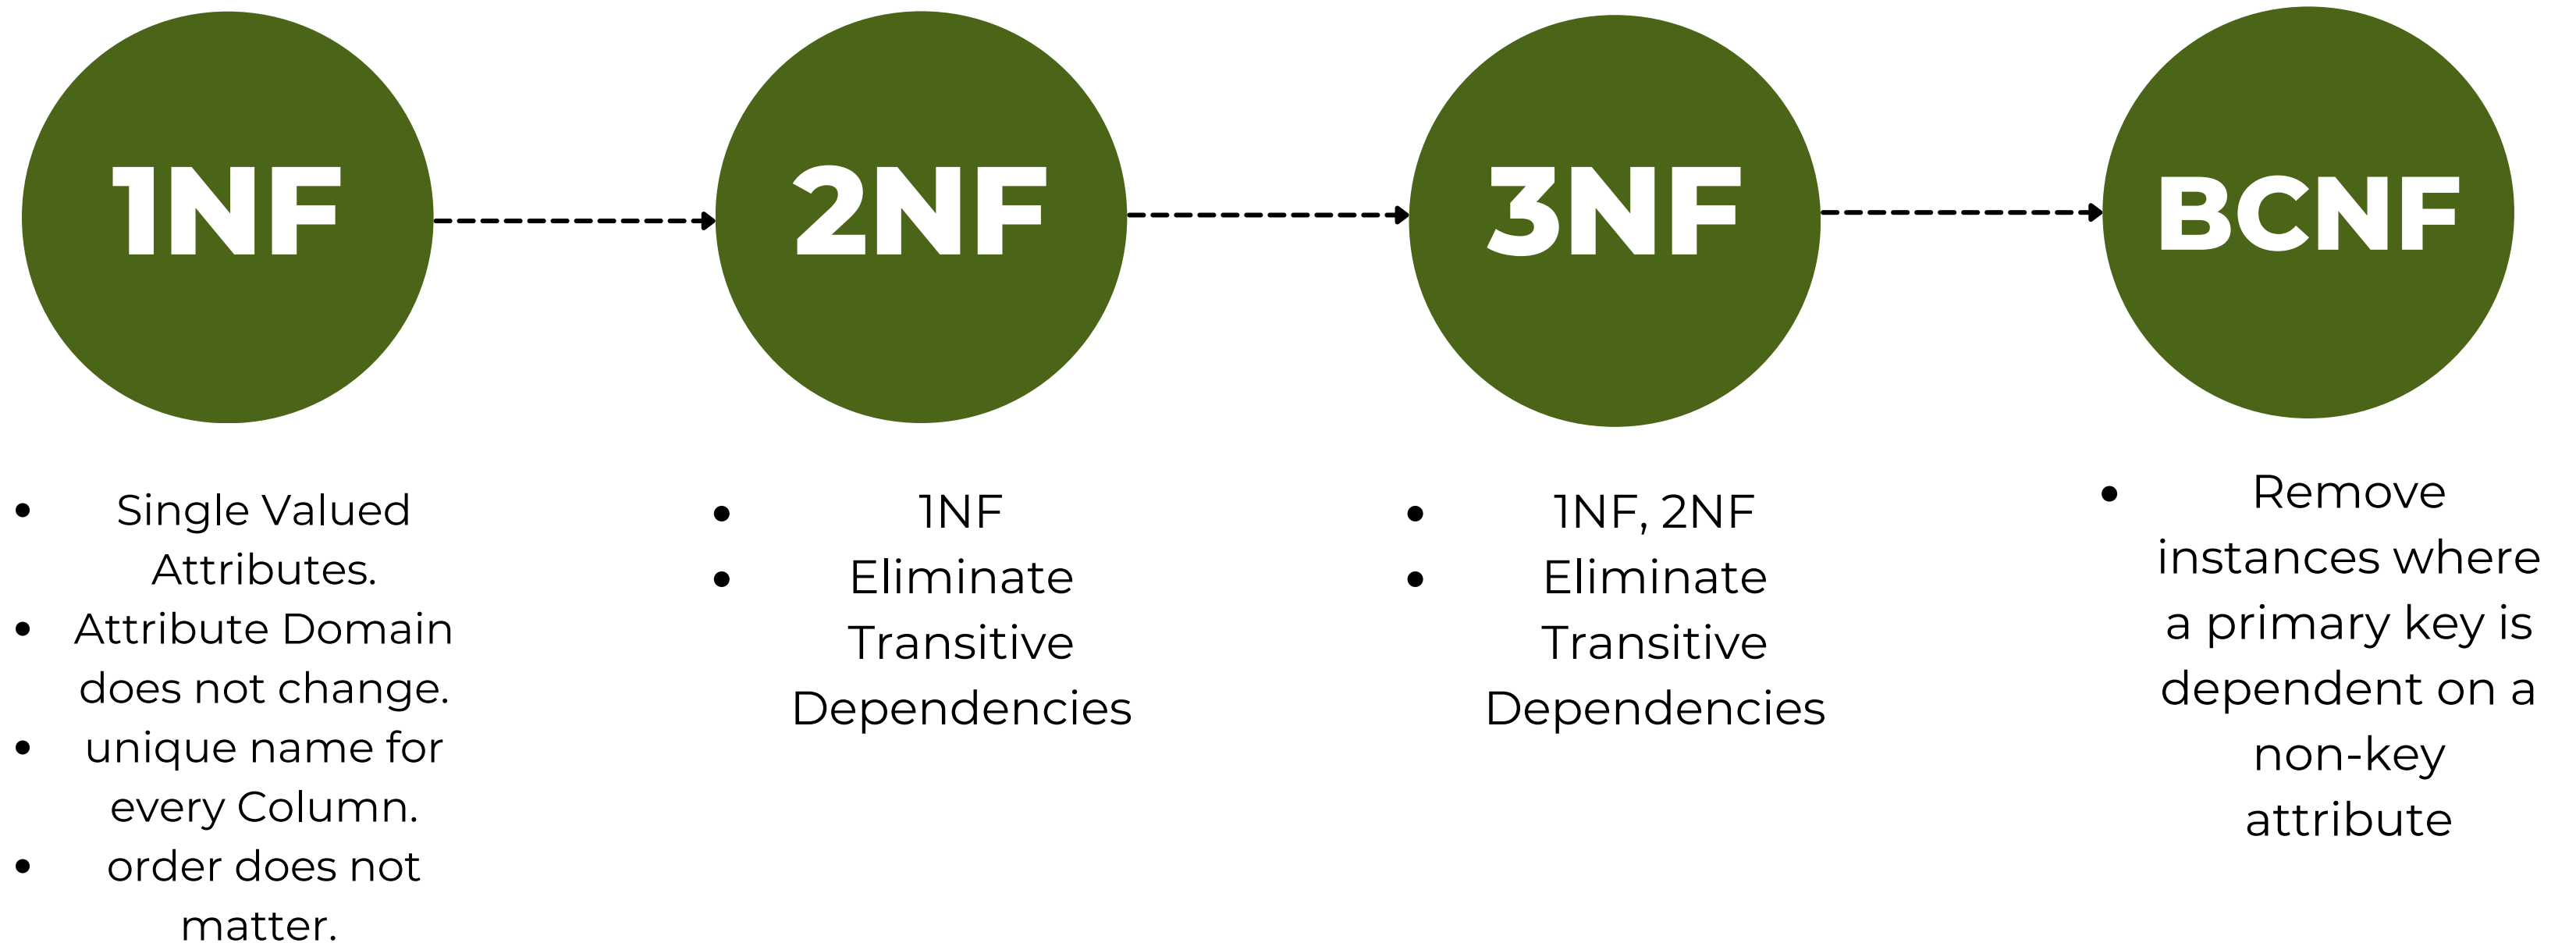 1NF
2NF
3NF
BCNF
• Single Valued
Attributes.
• Attribute Domain
does not change.
• unique name for
every Column.
• order does not
matter.
• 1NF
• Eliminate
Transitive
Dependencies
• 1NF, 2NF
• Eliminate
Transitive
Dependencies
• Remove
instances where
a primary key is
dependent on a
non-key
attribute